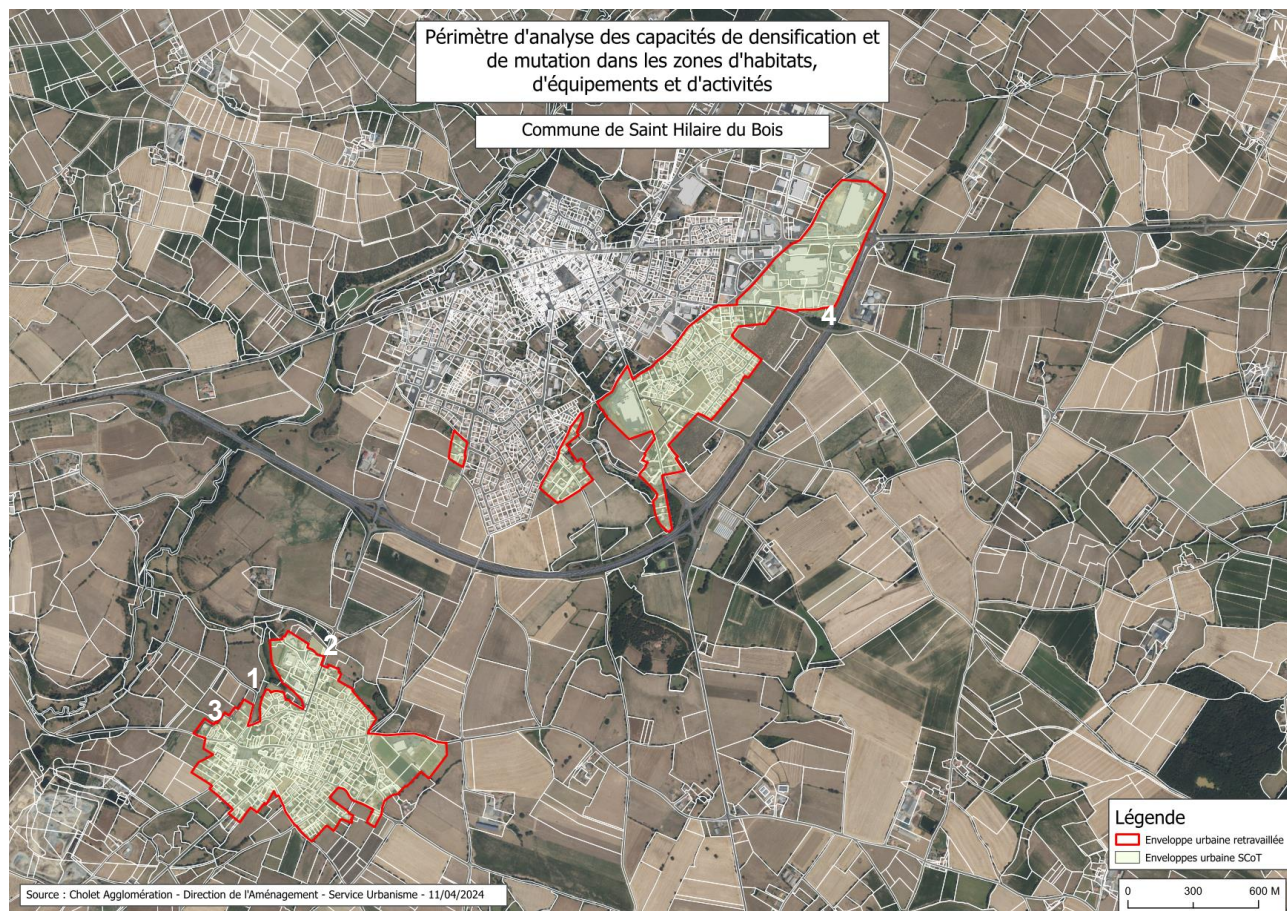 Périmètre d'analyse des capacités de densification et
de mutation dans les zones d'habitats,
d'équipements et d'activités
Commune de Saint Hilaire du Bois
N
4
2
1
3
Légende
Enveloppe urbaine retravaillée
Enveloppes urbaine SCoT
0 300 600 M
Source : Cholet Agglomération - Direction de l'Aménagement - Service Urbanisme - 11/04/2024